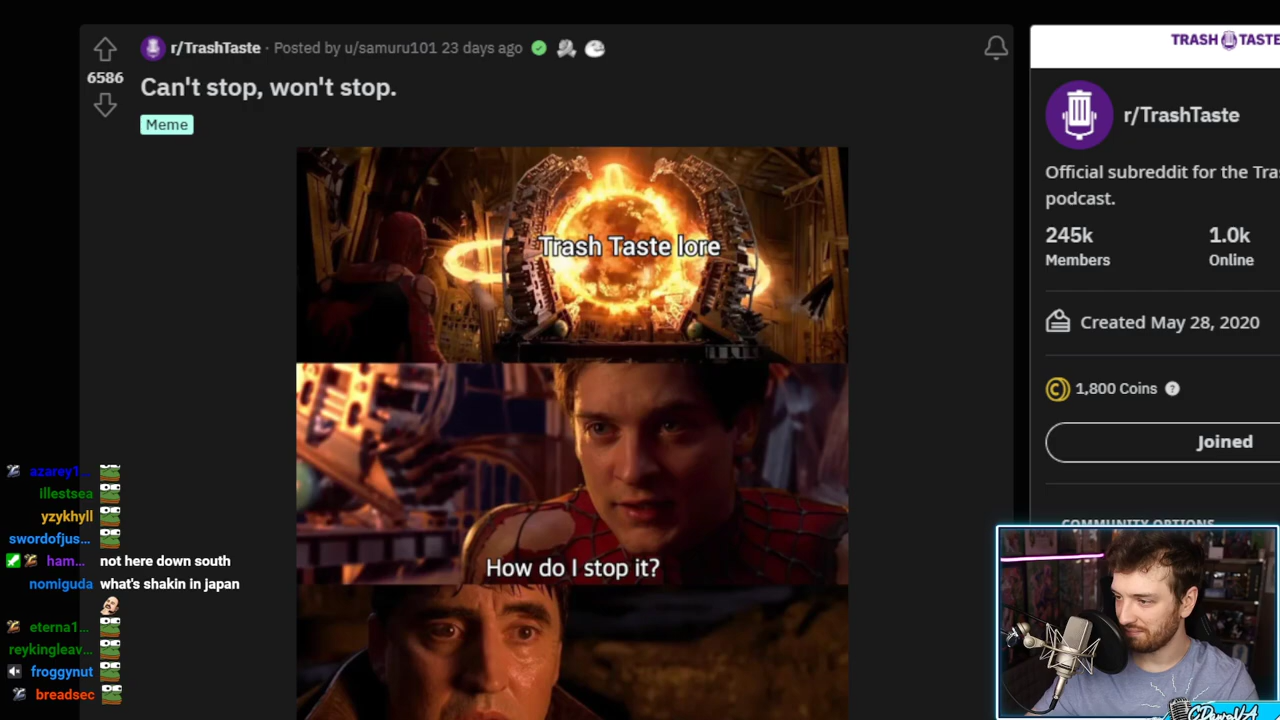 r/TrashTaste · Posted by u/samuru101 23 days ago
6586
Can't stop, won't stop.
Meme
Trash Taste lore
How do I stop it?
TRASH TASTE
r/TrashTaste
Official subreddit for the Tra
podcast.
245k 1.0k
Members Online
Created May 28, 2020
1,800 Coins ?
Joined
COMMUNITY OPTIONS
azarey1...
illestsea
yzykhyll
swordofjus...
ham... not here down south
nomiguda what's shakin in japan
eterna1...
reykingleav...
froggynut
breadsec
CDawgVA